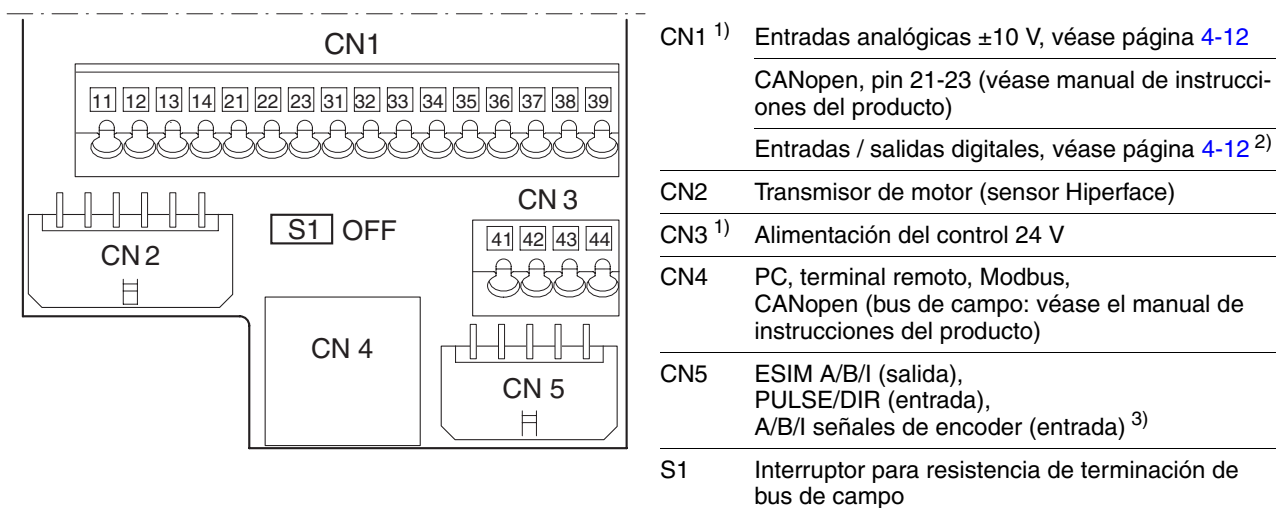 CN1
11 12 13 14 21 22 23 31 32 33 34 35 36 37 38 39
CN 2
S1 OFF
CN 3
41 42 43 44
CN 4
CN 5
CN1 1) Entradas analógicas ±10 V, véase página 4-12
CANopen, pin 21-23 (véase manual de instrucci-
ones del producto)
Entradas / salidas digitales, véase página 4-12 2)
CN2 Transmisor de motor (sensor Hiperface)
CN3 1) Alimentación del control 24 V
CN4 PC, terminal remoto, Modbus,
CANopen (bus de campo: véase el manual de
instrucciones del producto)
CN5 ESIM A/B/I (salida),
PULSE/DIR (entrada),
A/B/I señales de encoder (entrada) 3)
S1 Interruptor para resistencia de terminación de
bus de campo